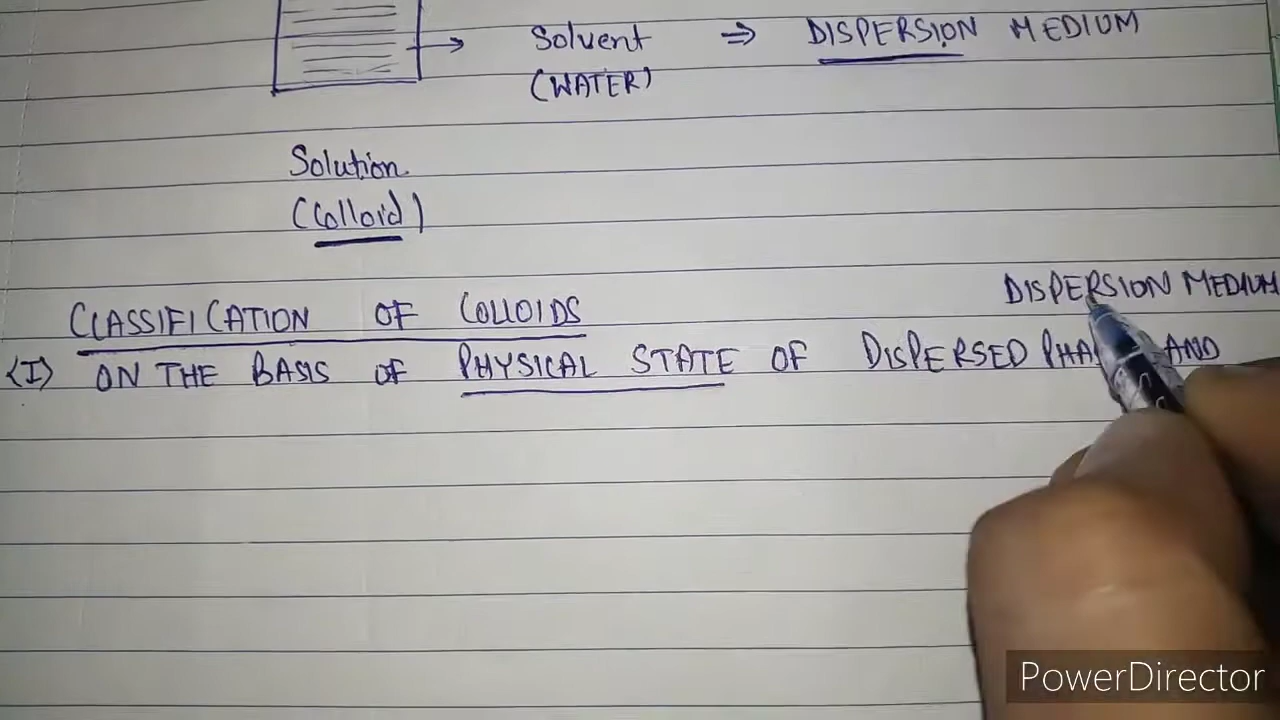 Solvent ⇒ DISPERSION MEDIUM
(WATER)
Solution
(Colloid)
CLASSIFICATION OF COLLOIDS
DISPERSION MEDIUM
(I) ON THE BASIS OF PHYSICAL STATE OF DISPERSED AND
PowerDirector